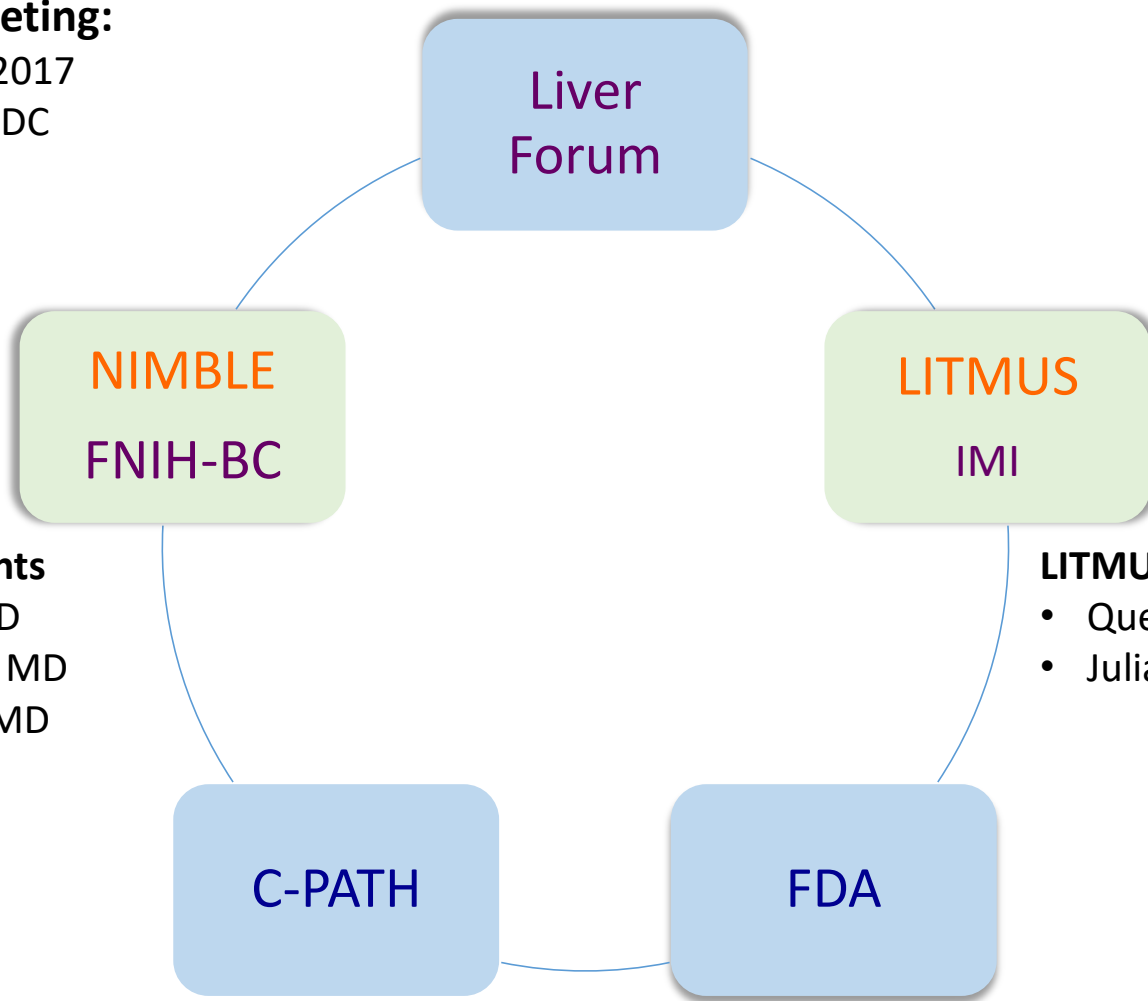 eting:
2017
DC
Liver
Forum
NIMBLE
FNIH-BC
LITMUS
IMI
nts
D
MD
MD
LITMU
• Que
• Julia
C-PATH
FDA